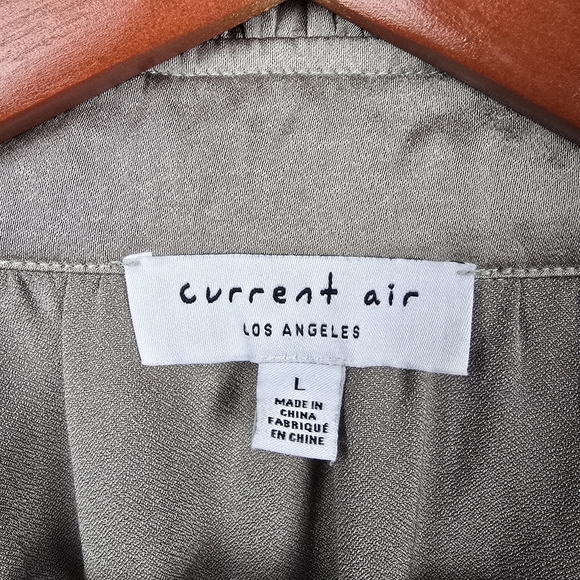 current air
LOS ANGELES
L
MADE IN
CHINA
FABRIQUÉ
EN CHINE